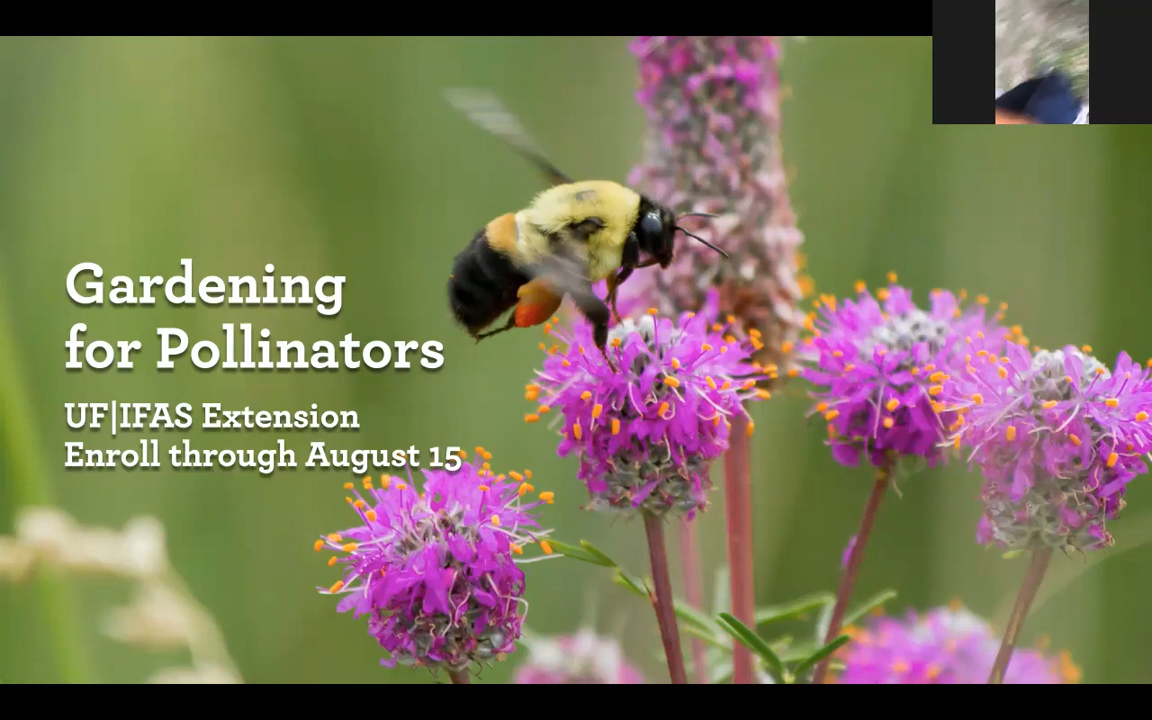 Gardening
for Pollinators
UF|IFAS Extension
Enroll through August 15